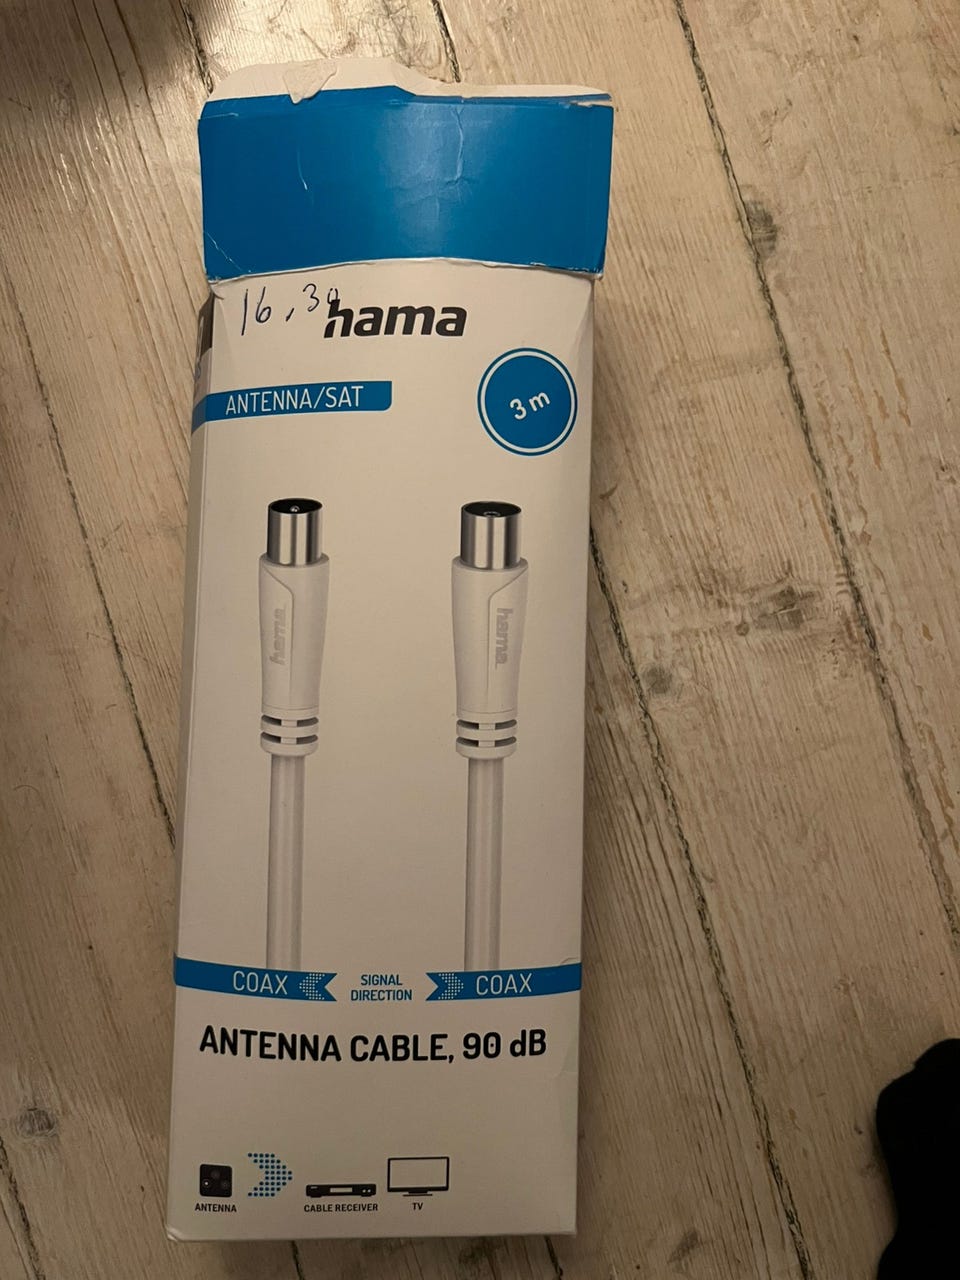 16,30
hama
ANTENNA/SAT
3 m
hama
hama
COAX
SIGNAL
DIRECTION
COAX
ANTENNA CABLE, 90 dB
ANTENNA
CABLE RECEIVER
TV